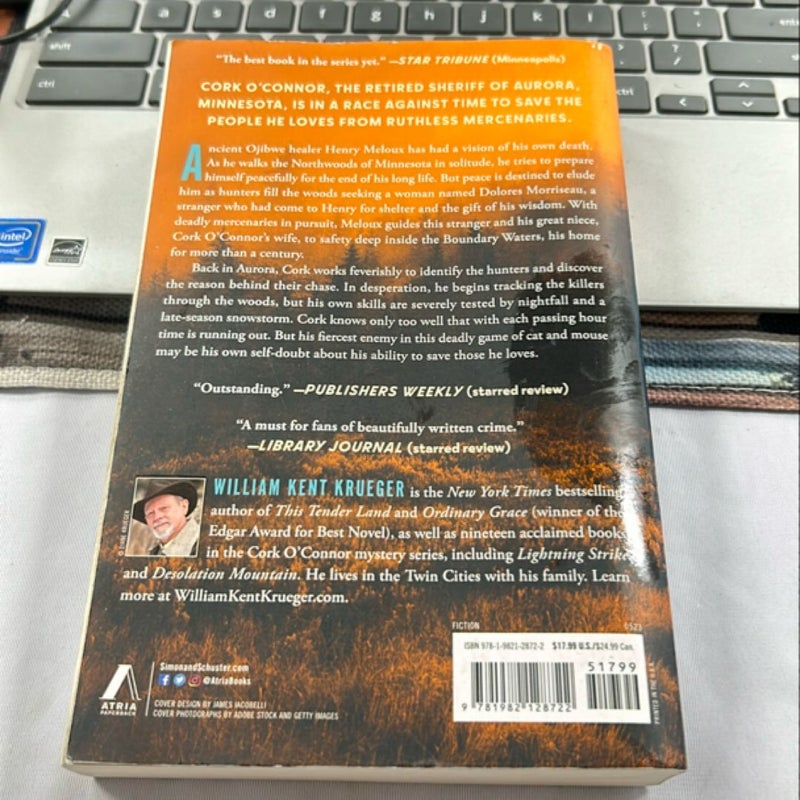 a s d f g h j k l ; "
shift
ctrl
ctrl
intel
inside
"The best book in the series yet." —STAR TRIBUNE (Minneapolis)
CORK O'CONNOR, THE RETIRED SHERIFF OF AURORA,
MINNESOTA, IS IN A RACE AGAINST TIME TO SAVE THE
PEOPLE HE LOVES FROM RUTHLESS MERCENARIES.
Ancient Ojibwe healer Henry Meloux has had a vision of his own death.
As he walks the Northwoods of Minnesota in solitude, he tries to prepare
himself peacefully for the end of his long life. But peace is destined to elude
him as hunters fill the woods seeking a woman named Dolores Morriseau, a
stranger who had come to Henry for shelter and the gift of his wisdom. With
deadly mercenaries in pursuit, Meloux guides this stranger and his great niece,
Cork O'Connor's wife, to safety deep inside the Boundary Waters, his home
for more than a century.
Back in Aurora, Cork works feverishly to identify the hunters and discover
the reason behind their chase. In desperation, he begins tracking the killers
through the woods, but his own skills are severely tested by nightfall and a
late-season snowstorm. Cork knows only too well that with each passing hour
time is running out. But his fiercest enemy in this deadly game of cat and mouse
may be his own self-doubt about his ability to save those he loves.
"Outstanding." —PUBLISHERS WEEKLY (starred review)
"A must for fans of beautifully written crime."
—LIBRARY JOURNAL (starred review)
© DIANE KRUEGER
WILLIAM KENT KRUEGER is the New York Times bestselling
author of This Tender Land and Ordinary Grace (winner of the
Edgar Award for Best Novel), as well as nineteen acclaimed books
in the Cork O'Connor mystery series, including Lightning Strike
and Desolation Mountain. He lives in the Twin Cities with his family. Learn
more at WilliamKentKrueger.com.
FICTION 0523
ISBN 978-1-9821-2872-2 $17.99 U.S./$24.99 Can.
51799
9 781982 128722
PRINTED IN THE U.S.A.
ATRIA
PAPERBACK
SimonandSchuster.com
@AtriaBooks
COVER DESIGN BY JAMES IACOBELLI
COVER PHOTOGRAPHS BY ADOBE STOCK AND GETTY IMAGES